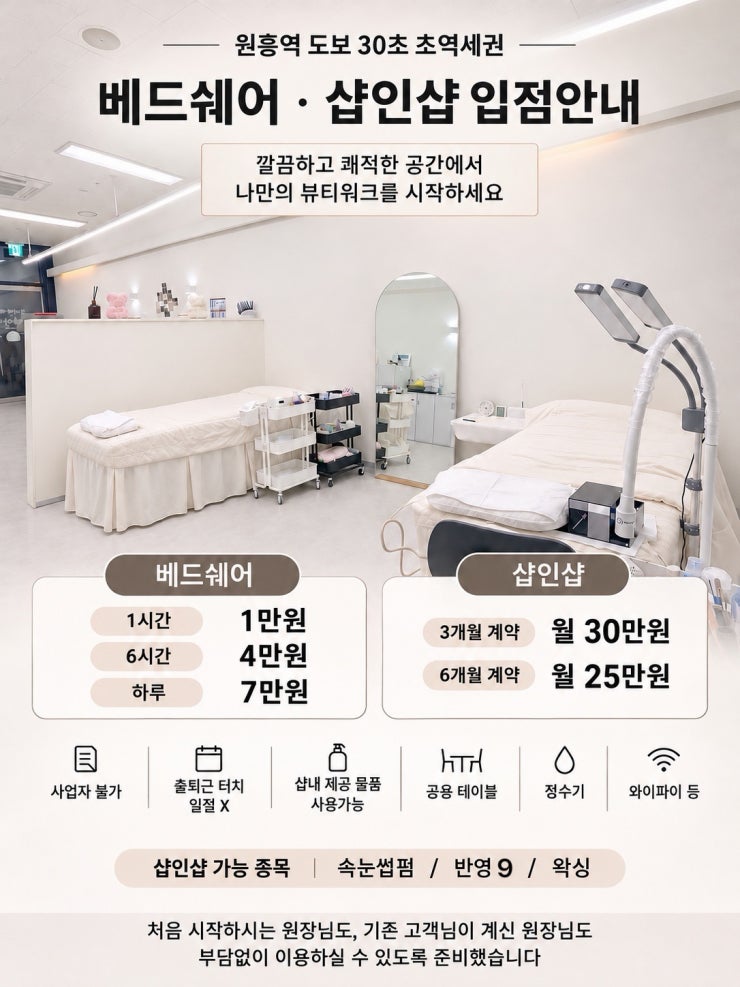 원흥역 도보 30초 초역세권
베드쉐어 · 샵인샵 입점안내
깔끔하고 쾌적한 공간에서
나만의 뷰티워크를 시작하세요
베드쉐어
1시간 1만원
6시간 4만원
하루 7만원
샵인샵
3개월 계약 월 30만원
6개월 계약 월 25만원
사업자 불가
출퇴근 터치
일절 X
샵내 제공 물품
사용가능
공용 테이블
정수기
와이파이 등
샵인샵 가능 종목 | 속눈썹펌 / 반영9 / 왁싱
처음 시작하시는 원장님도, 기존 고객님이 계신 원장님도
부담없이 이용하실 수 있도록 준비했습니다